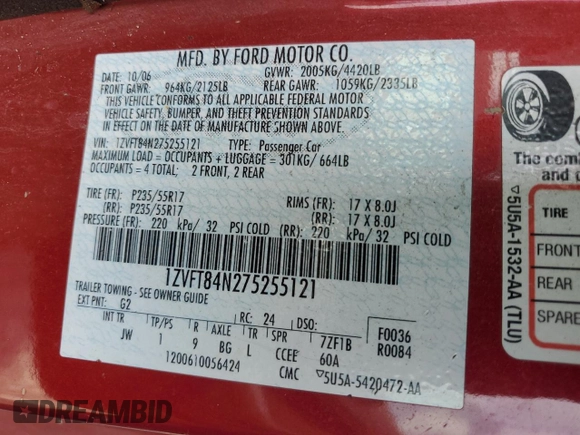 MFD. BY FORD MOTOR CO.
DATE: 10/06 GVWR: 2005KG/4420LB
FRONT GAWR: 964KG/2125LB REAR GAWR: 1059KG/2335LB
THIS VEHICLE CONFORMS TO ALL APPLICABLE FEDERAL MOTOR
VEHICLE SAFETY, BUMPER, AND THEFT PREVENTION STANDARDS
IN EFFECT ON THE DATE OF MANUFACTURE SHOWN ABOVE.
VIN: 1ZVFT84N275255121 TYPE: Passenger Car
MAXIMUM LOAD = OCCUPANTS + LUGGAGE = 301KG/ 664LB
OCCUPANTS = 4 TOTAL: 2 FRONT, 2 REAR
TIRE (FR): P235/55R17 RIMS (FR): 17 X 8.0J
(RR): P235/55R17 (RR): 17 X 8.0J
PRESSURE (FR): 220 kPa/ 32 PSI COLD (RR): 220 kPa/ 32 PSI COLD
1ZVFT84N275255121
TRAILER TOWING - SEE OWNER GUIDE
EXT PNT: G2 RC: 24 DSO:
INT TR TP/PS R AXLE TR SPR 7ZF1B F0036
JW 1 9 BG L CCEE 60A R0084
1200610056424 CMC ▽5U5A-5420472-AA
The comb
and c
TIRE
FRONT
REAR
SPARE
▽5U5A-1532-AA (TLU)
DREAMBID